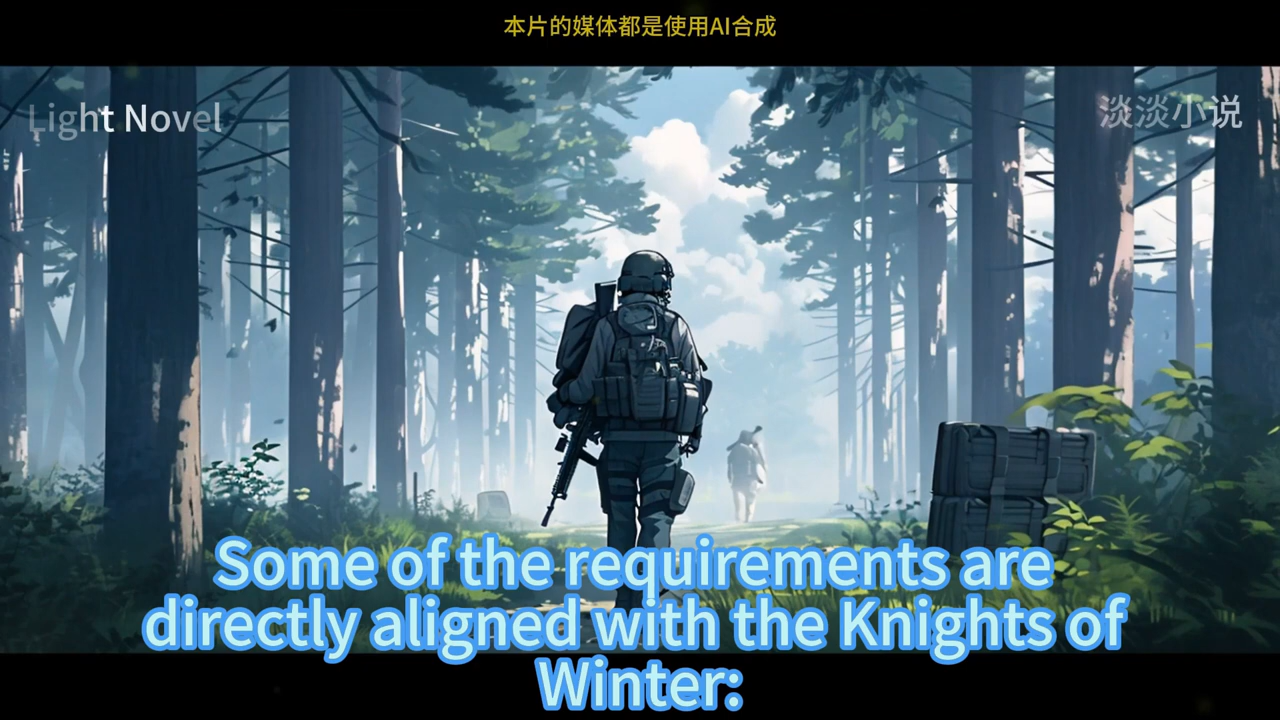 本片的媒体都是使用AI合成
Light Novel
淡淡小说
Some of the requirements are
directly aligned with the Knights of
Winter: